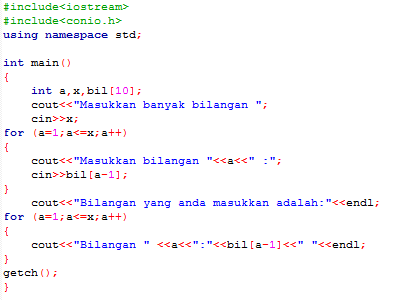 #include<iostream>
#include<conio.h>
using namespace std;
int main()
{
int a,x,bil[10];
cout<<"Masukkan banyak bilangan ";
cin>>x;
for (a=1;a<=x;a++)
{
cout<<"Masukkan bilangan "<<a<<" :";
cin>>bil[a-1];
}
cout<<"Bilangan yang anda masukkan adalah:"<<endl;
for (a=1;a<=x;a++)
{
cout<<"Bilangan " <<a<<":"<<bil[a-1]<<" "<<endl;
}
getch();
}